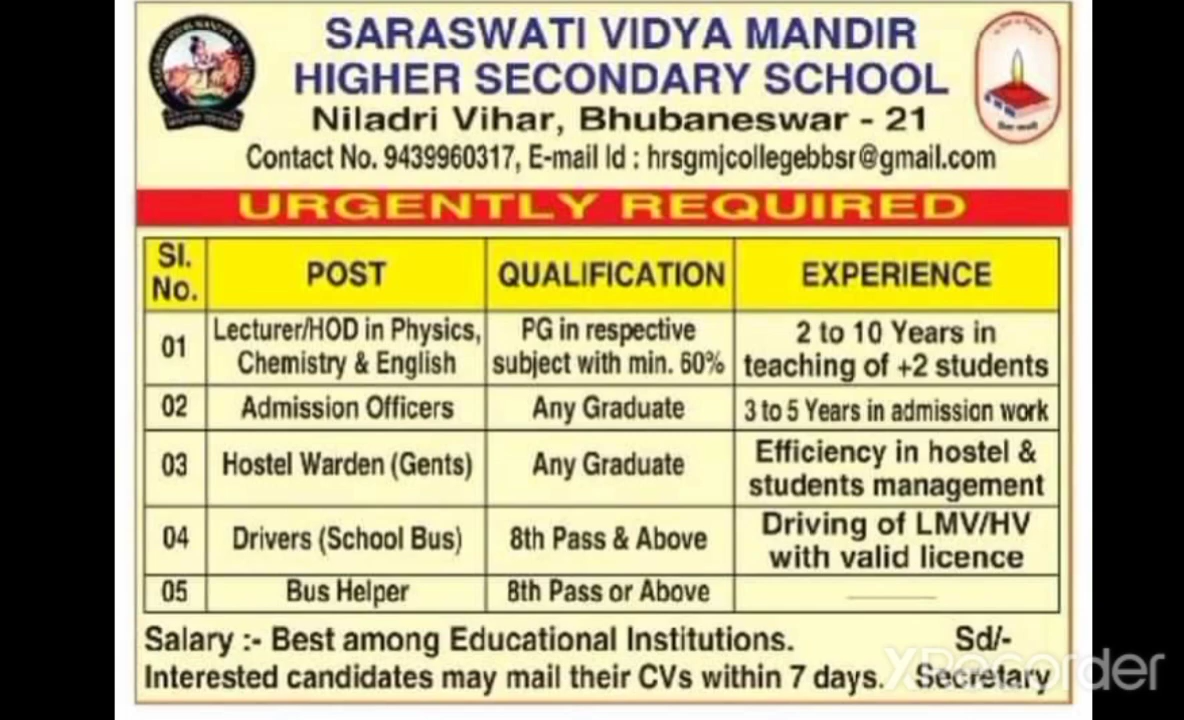 SARASWATI VIDYA MANDIR
HIGHER SECONDARY SCHOOL
Niladri Vihar, Bhubaneswar - 21
Contact No. 9439960317, E-mail Id : hrsgmjcollegebbsr@gmail.com
URGENTLY REQUIRED
Sl. No. POST QUALIFICATION EXPERIENCE
01 Lecturer/HOD in Physics, PG in respective 2 to 10 Years in
Chemistry & English subject with min. 60% teaching of +2 students
02 Admission Officers Any Graduate 3 to 5 Years in admission work
03 Hostel Warden (Gents) Any Graduate Efficiency in hostel &
students management
04 Drivers (School Bus) 8th Pass & Above Driving of LMV/HV
with valid licence
05 Bus Helper 8th Pass or Above
Salary :- Best among Educational Institutions. Sd/-
Interested candidates may mail their CVs within 7 days. Secretary
XRecorder